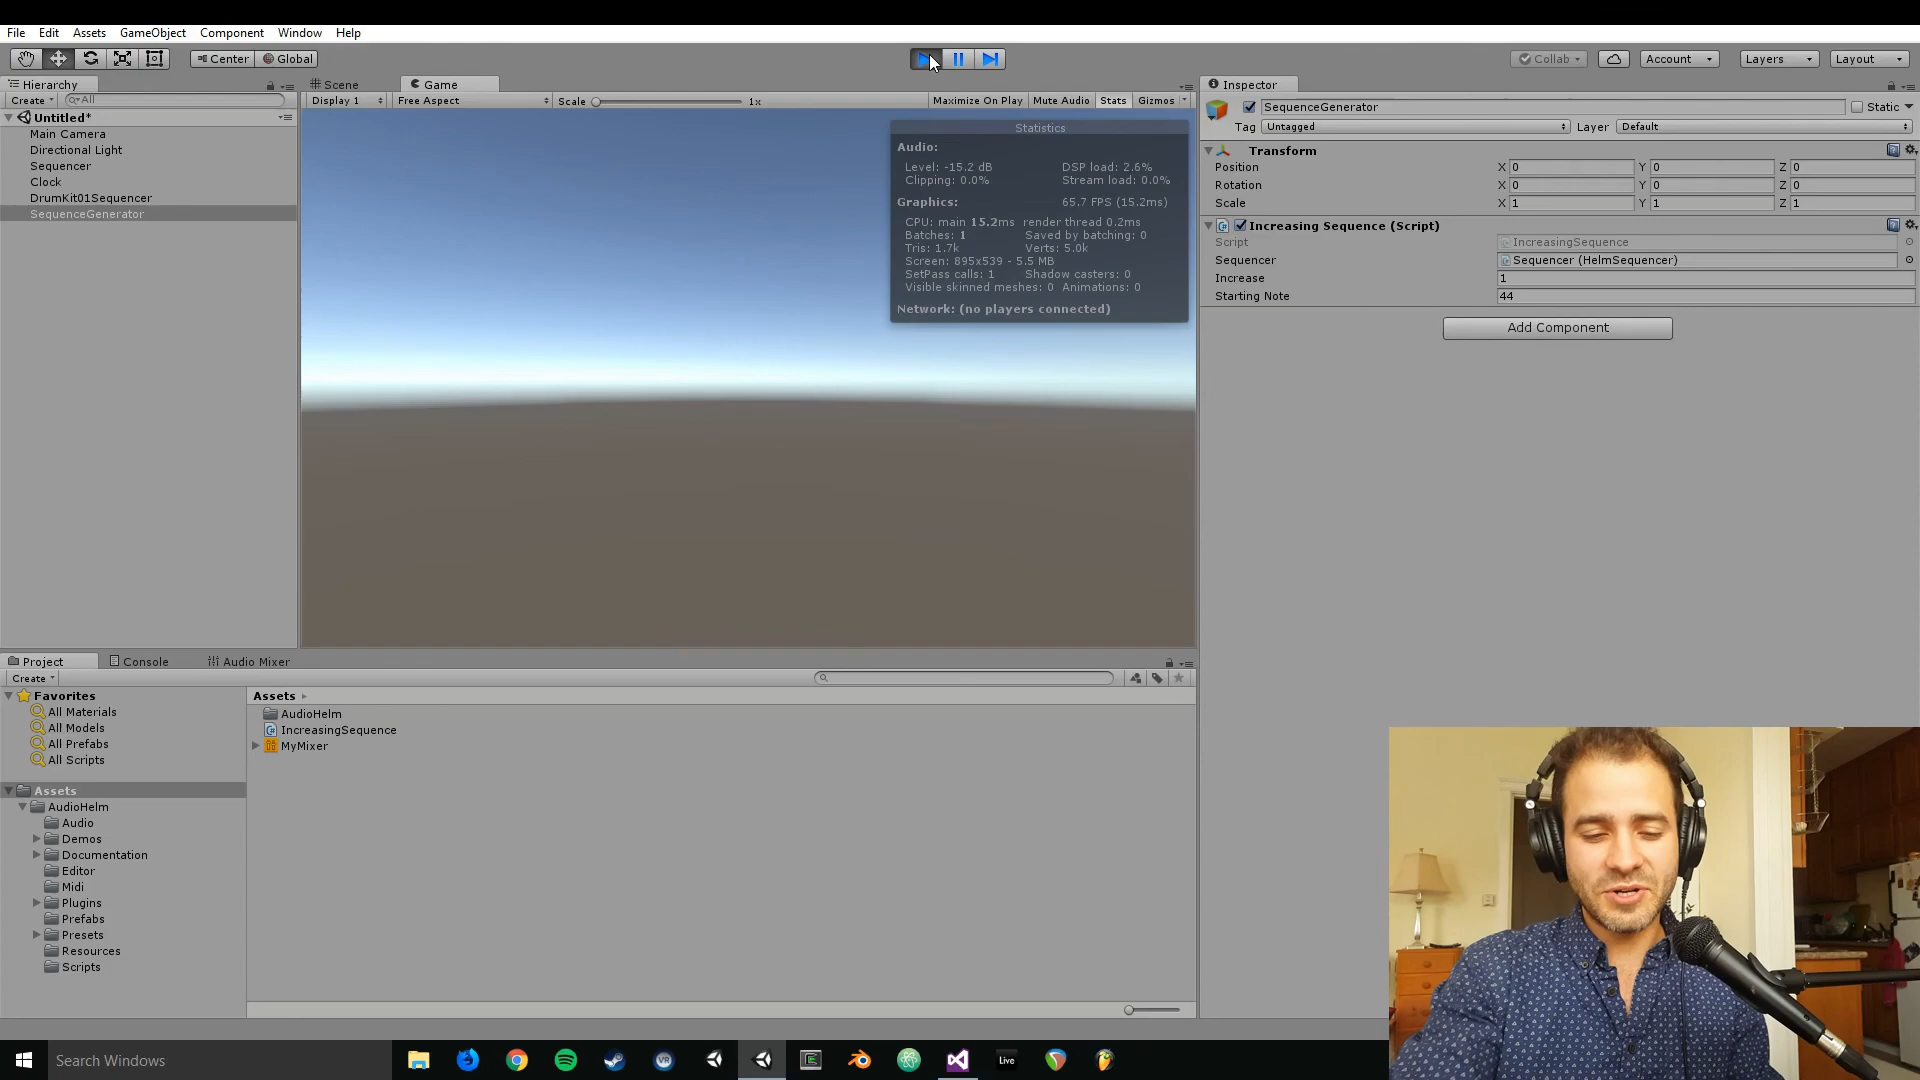 File Edit Assets GameObject Component Window Help
Center Global
Collab Account Layers Layout
Hierarchy
Create All
Untitled*
Main Camera
Directional Light
Sequencer
Clock
DrumKit01Sequencer
SequenceGenerator
Scene Game
Display 1 Free Aspect Scale 1x Maximize On Play Mute Audio Stats Gizmos
Statistics
Audio:
Level: -15.2 dB DSP load: 2.6%
Clipping: 0.0% Stream load: 0.0%
Graphics: 65.7 FPS (15.2ms)
CPU: main 15.2ms render thread 0.2ms
Batches: 1 Saved by batching: 0
Tris: 1.7k Verts: 5.0k
Screen: 895x539 - 5.5 MB
SetPass calls: 1 Shadow casters: 0
Visible skinned meshes: 0 Animations: 0
Network: (no players connected)
Inspector
SequenceGenerator Static
Tag Untagged Layer Default
Transform
Position X 0 Y 0 Z 0
Rotation X 0 Y 0 Z 0
Scale X 1 Y 1 Z 1
Increasing Sequence (Script)
Script IncreasingSequence
Sequencer Sequencer (HelmSequencer)
Increase 1
Starting Note 44
Add Component
Project Console Audio Mixer
Create
Favorites
All Materials
All Models
All Prefabs
All Scripts
Assets
AudioHelm
Audio
Demos
Documentation
Editor
Midi
Plugins
Prefabs
Presets
Resources
Scripts
Assets
AudioHelm
IncreasingSequence
MyMixer
Search Windows
VR
Live